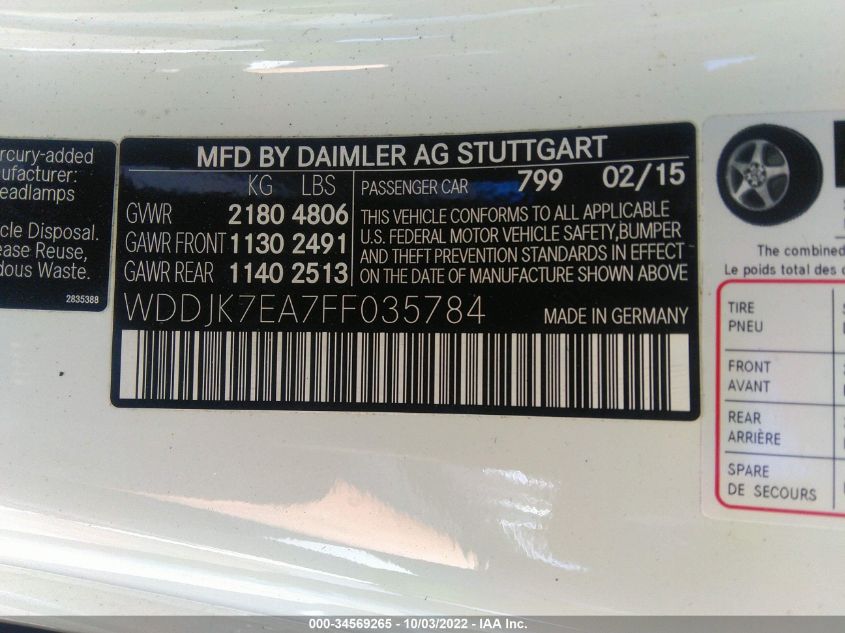 rcury-added
nufacturer:
eadlamps
cle Disposal.
ease Reuse,
dous Waste.
2835388
MFD BY DAIMLER AG STUTTGART
KG LBS
GVWR 2180 4806
GAWR FRONT 1130 2491
GAWR REAR 1140 2513
PASSENGER CAR 799 02/15
THIS VEHICLE CONFORMS TO ALL APPLICABLE
U.S. FEDERAL MOTOR VEHICLE SAFETY,BUMPER
AND THEFT PREVENTION STANDARDS IN EFFECT
ON THE DATE OF MANUFACTURE SHOWN ABOVE
WDDJK7EA7FF035784 MADE IN GERMANY
The combined
Le poids total des
TIRE
PNEU
FRONT
AVANT
REAR
ARRIÈRE
SPARE
DE SECOURS
000-34569265 - 10/03/2022 - IAA Inc.